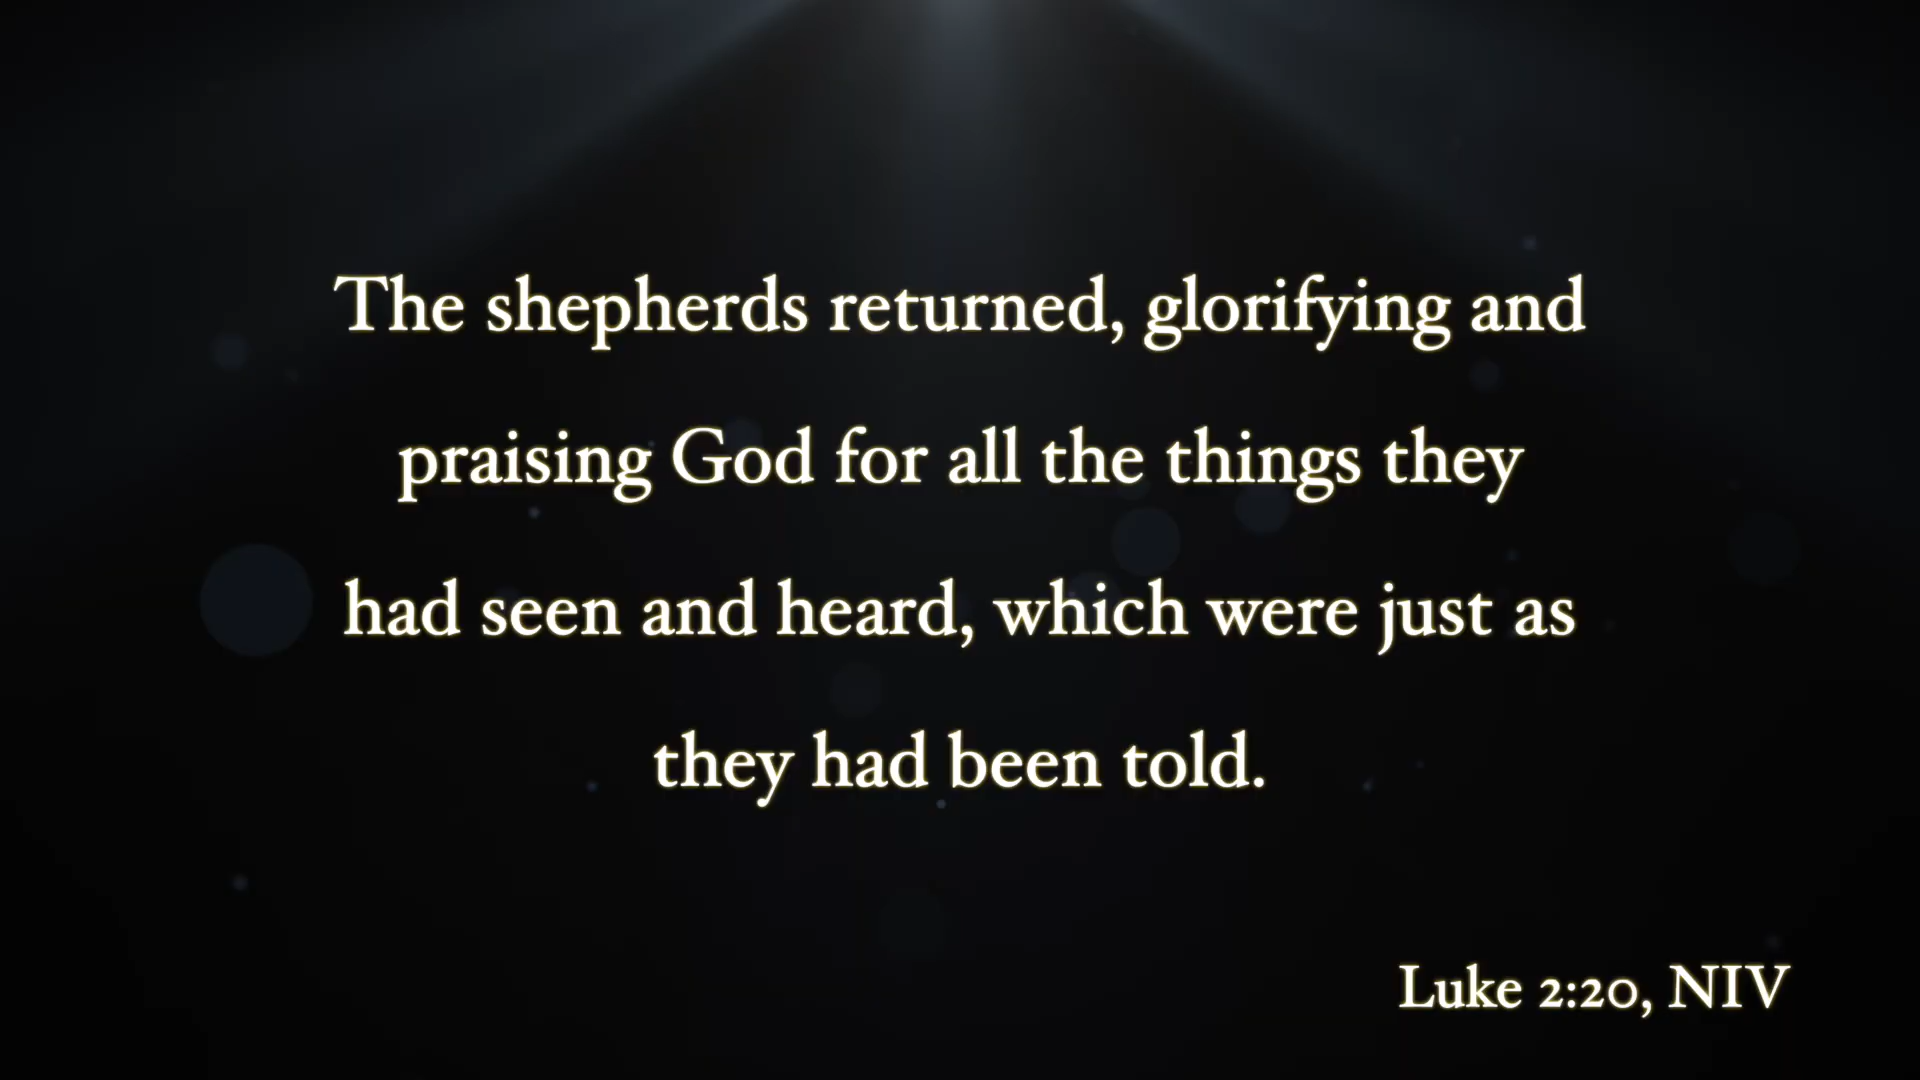 The shepherds returned, glorifying and
praising God for all the things they
had seen and heard, which were just as
they had been told.
Luke 2:20, NIV